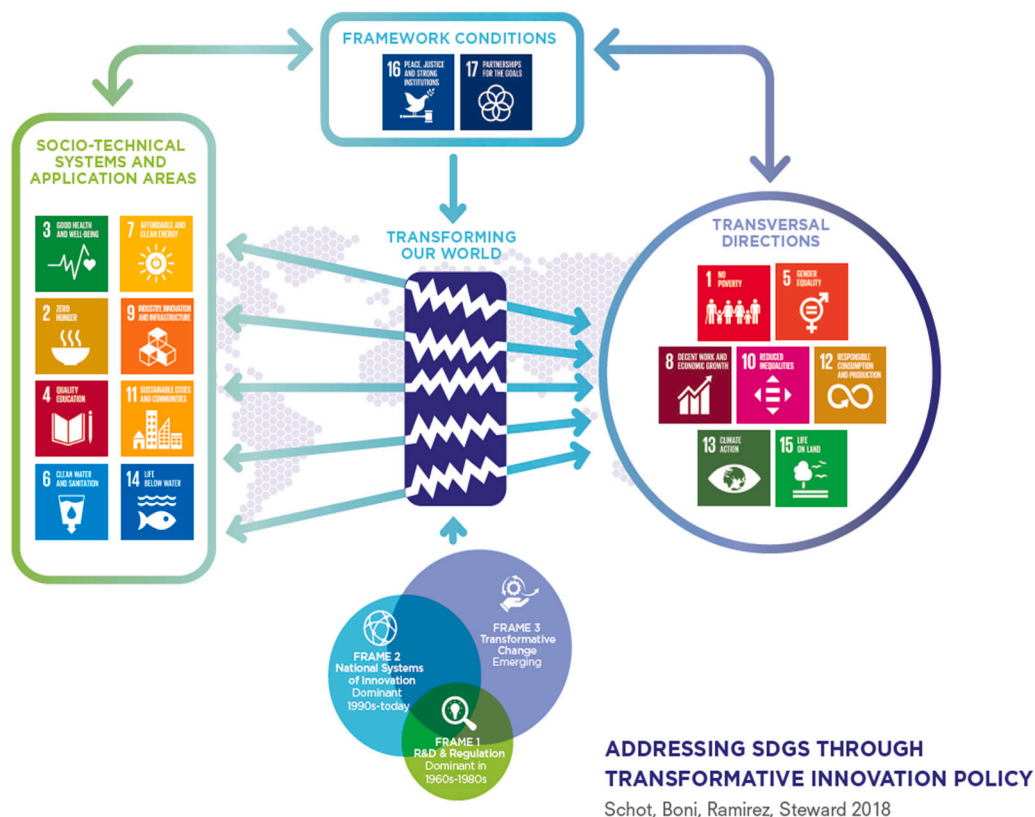 FRAMEWORK CONDITIONS
16 PEACE, JUSTICE
AND STRONG
INSTITUTIONS
17 PARTNERSHIPS
FOR THE GOALS
SOCIO-TECHNICAL
SYSTEMS AND
APPLICATION AREAS
3 GOOD HEALTH
AND WELL-BEING
7 AFFORDABLE AND
CLEAN ENERGY
2 ZERO
HUNGER
9 INDUSTRY, INNOVATION
AND INFRASTRUCTURE
4 QUALITY
EDUCATION
11 SUSTAINABLE CITIES
AND COMMUNITIES
6 CLEAN WATER
AND SANITATION
14 LIFE
BELOW WATER
TRANSFORMING
OUR WORLD
TRANSVERSAL
DIRECTIONS
1 NO
POVERTY
5 GENDER
EQUALITY
8 DECENT WORK AND
ECONOMIC GROWTH
10 REDUCED
INEQUALITIES
12 RESPONSIBLE
CONSUMPTION
AND PRODUCTION
13 CLIMATE
ACTION
15 LIFE
ON LAND
FRAME 3
Transformative
Change
Emerging
FRAME 2
National Systems
of Innovation
Dominant
1990s-today
FRAME 1
R&D & Regulation
Dominant in
1960s-1980s
ADDRESSING SDGS THROUGH
TRANSFORMATIVE INNOVATION POLICY
Schot, Boni, Ramirez, Steward 2018